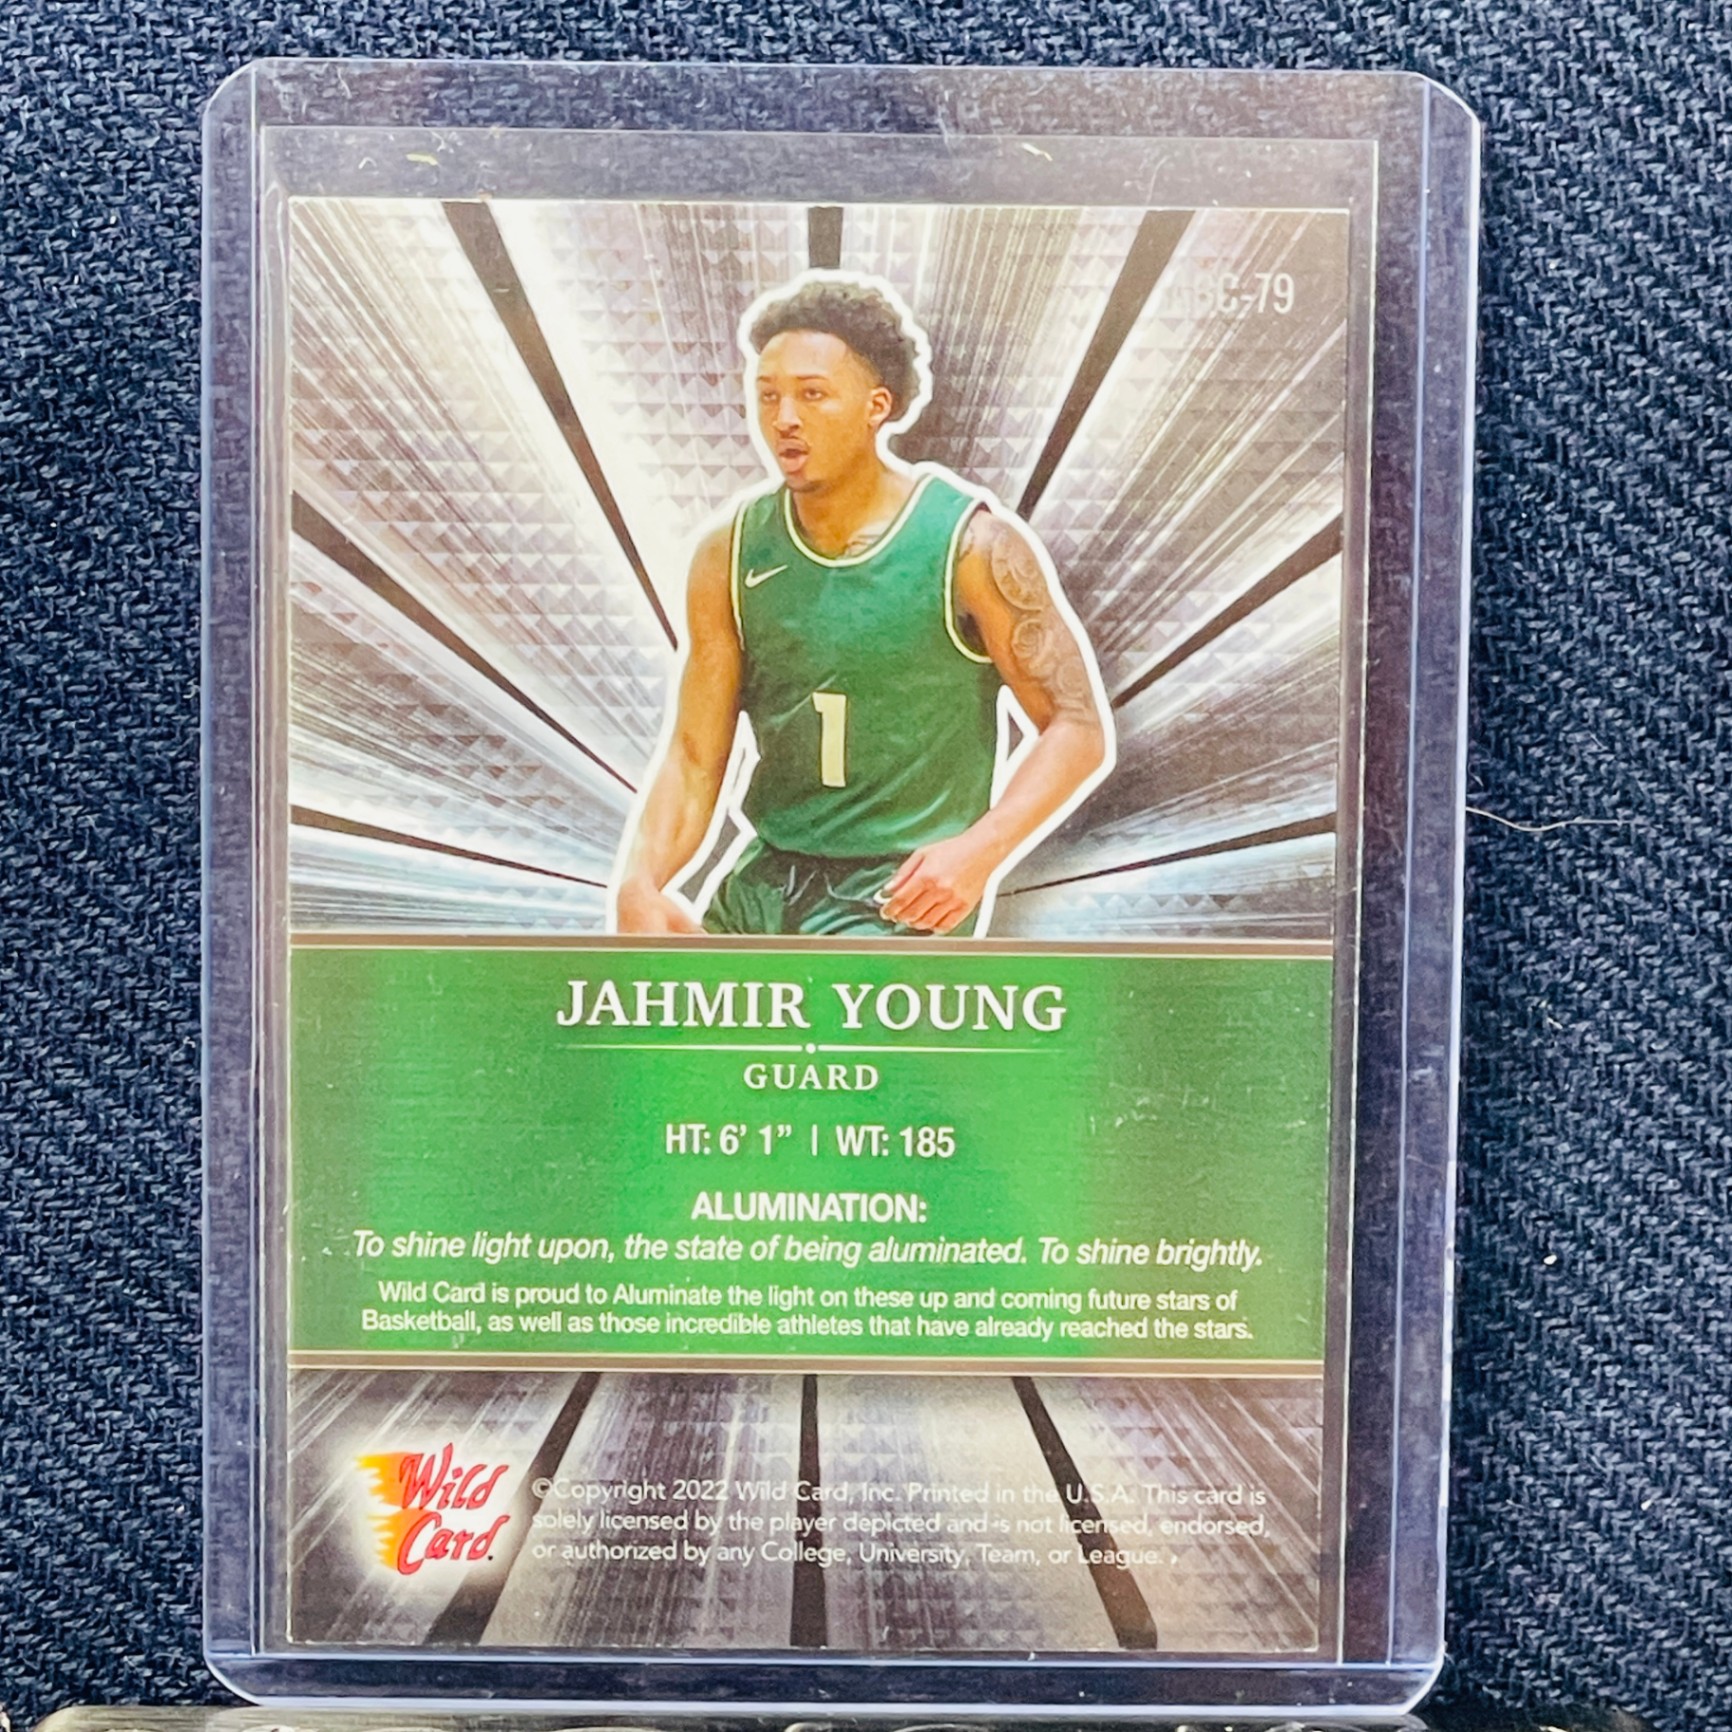 C-79
1
JAHMIR YOUNG
GUARD
HT: 6’ 1” | WT: 185
ALUMINATION:
To shine light upon, the state of being aluminated. To shine brightly.
Wild Card is proud to Aluminate the light on these up and coming future stars of
Basketball, as well as those incredible athletes that have already reached the stars.
Wild
Card.
©Copyright 2022 Wild Card, Inc. Printed in the U.S.A. This card is
solely licensed by the player depicted and is not licensed, endorsed,
or authorized by any College, University, Team, or League.